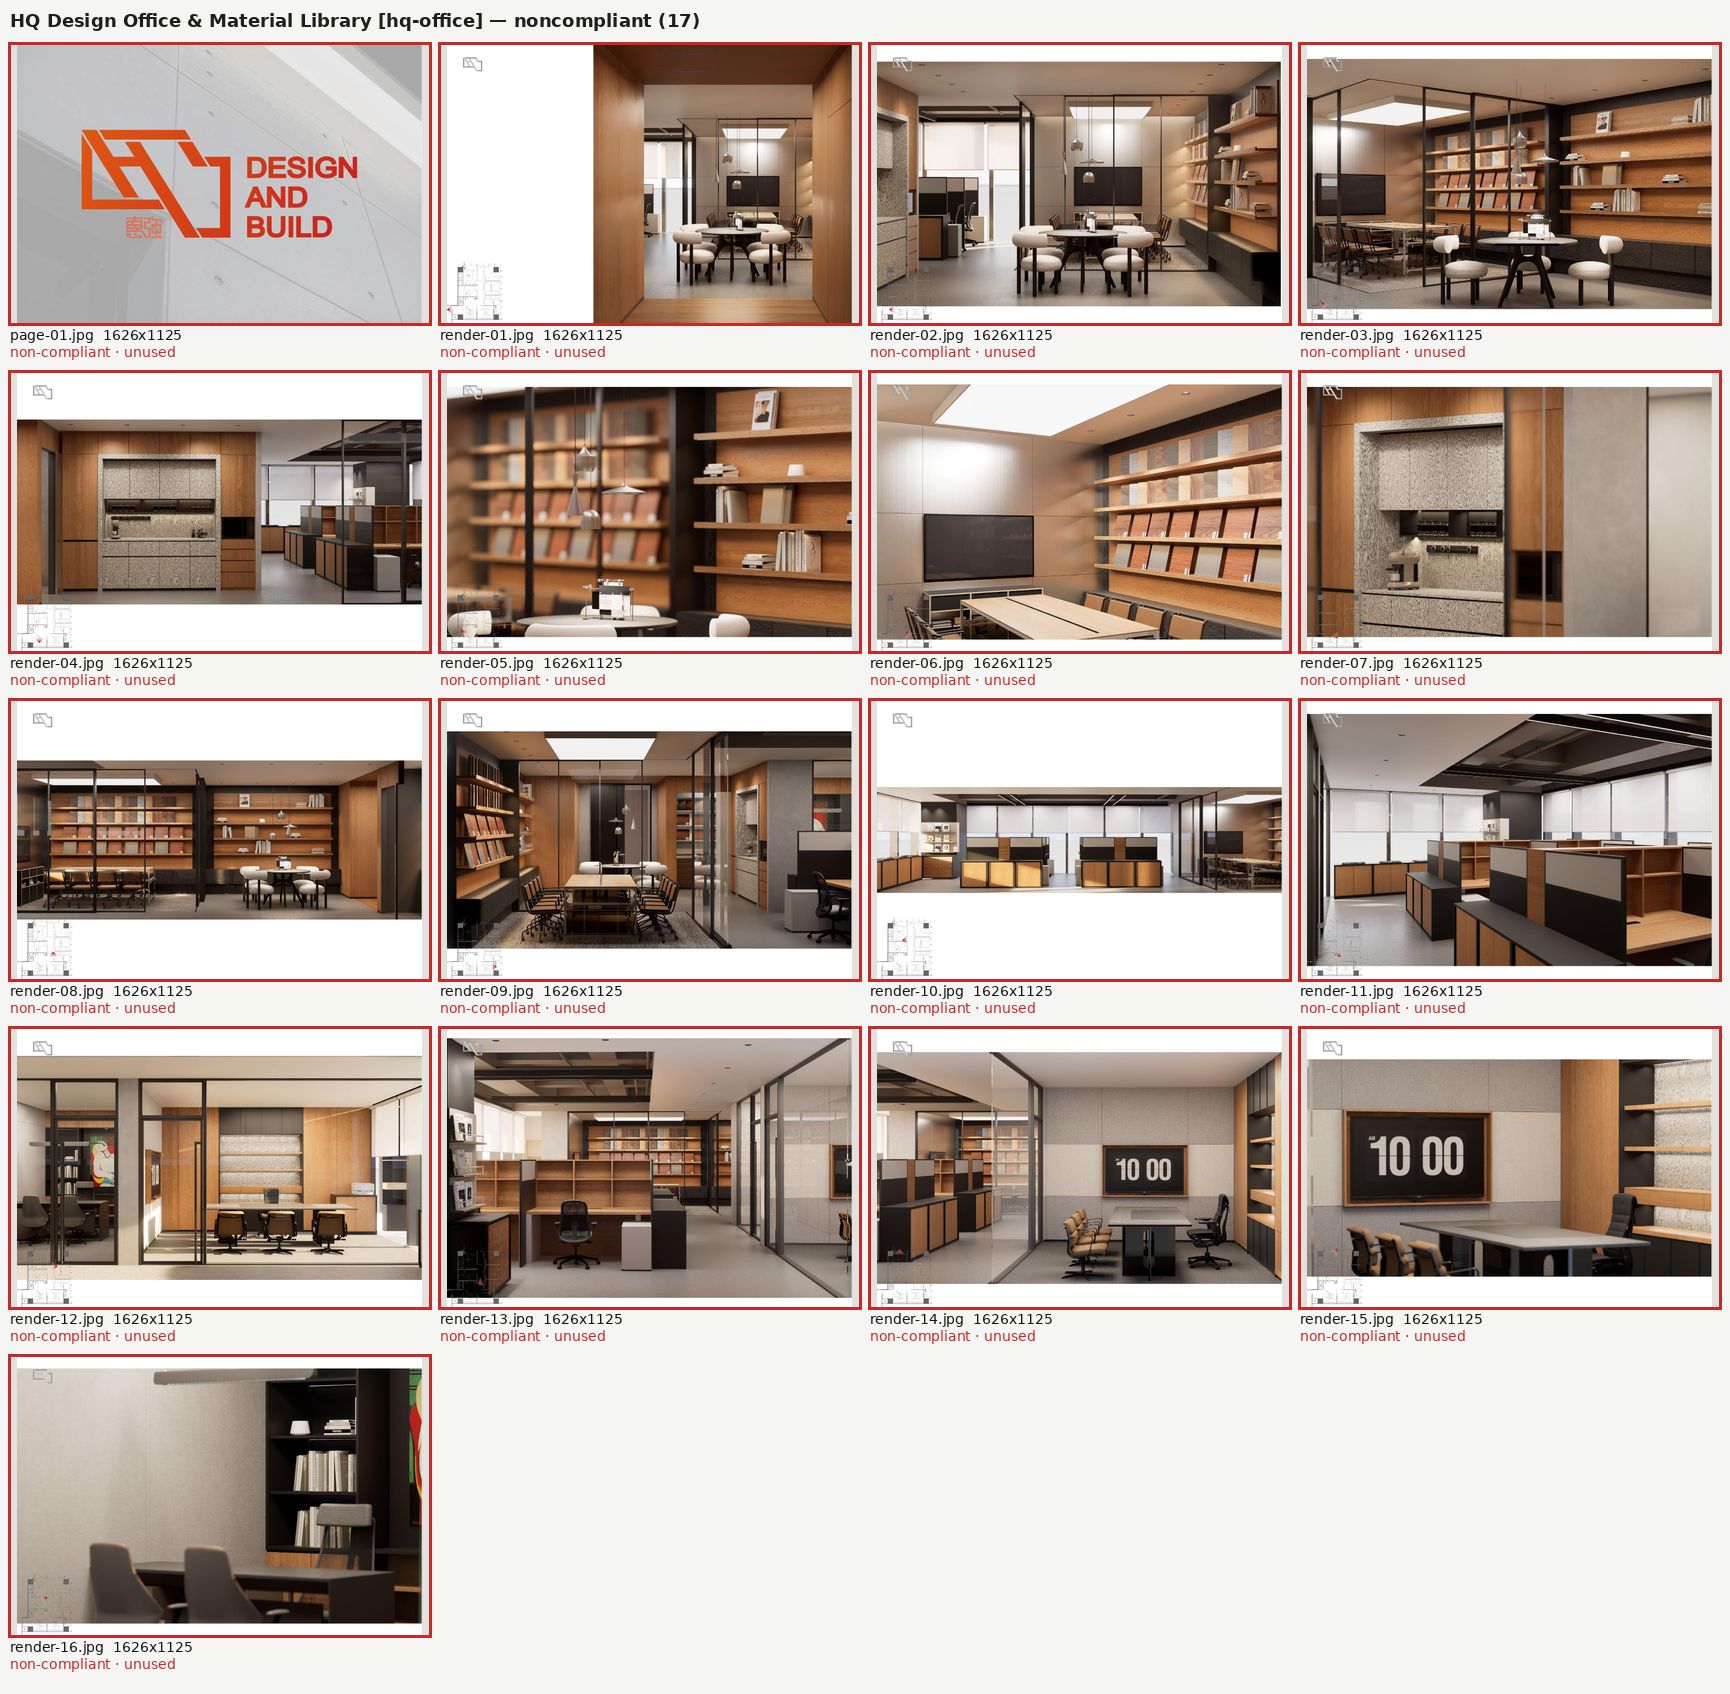 HQ Design Office & Material Library [hq-office] — noncompliant (17)
DESIGN
AND
BUILD
惠強
page-01.jpg 1626x1125
non-compliant · unused
render-01.jpg 1626x1125
non-compliant · unused
render-02.jpg 1626x1125
non-compliant · unused
render-03.jpg 1626x1125
non-compliant · unused
render-04.jpg 1626x1125
non-compliant · unused
render-05.jpg 1626x1125
non-compliant · unused
render-06.jpg 1626x1125
non-compliant · unused
render-07.jpg 1626x1125
non-compliant · unused
render-08.jpg 1626x1125
non-compliant · unused
render-09.jpg 1626x1125
non-compliant · unused
render-10.jpg 1626x1125
non-compliant · unused
render-11.jpg 1626x1125
non-compliant · unused
AM
10 00
10 00
render-12.jpg 1626x1125
non-compliant · unused
render-13.jpg 1626x1125
non-compliant · unused
render-14.jpg 1626x1125
non-compliant · unused
render-15.jpg 1626x1125
non-compliant · unused
render-16.jpg 1626x1125
non-compliant · unused